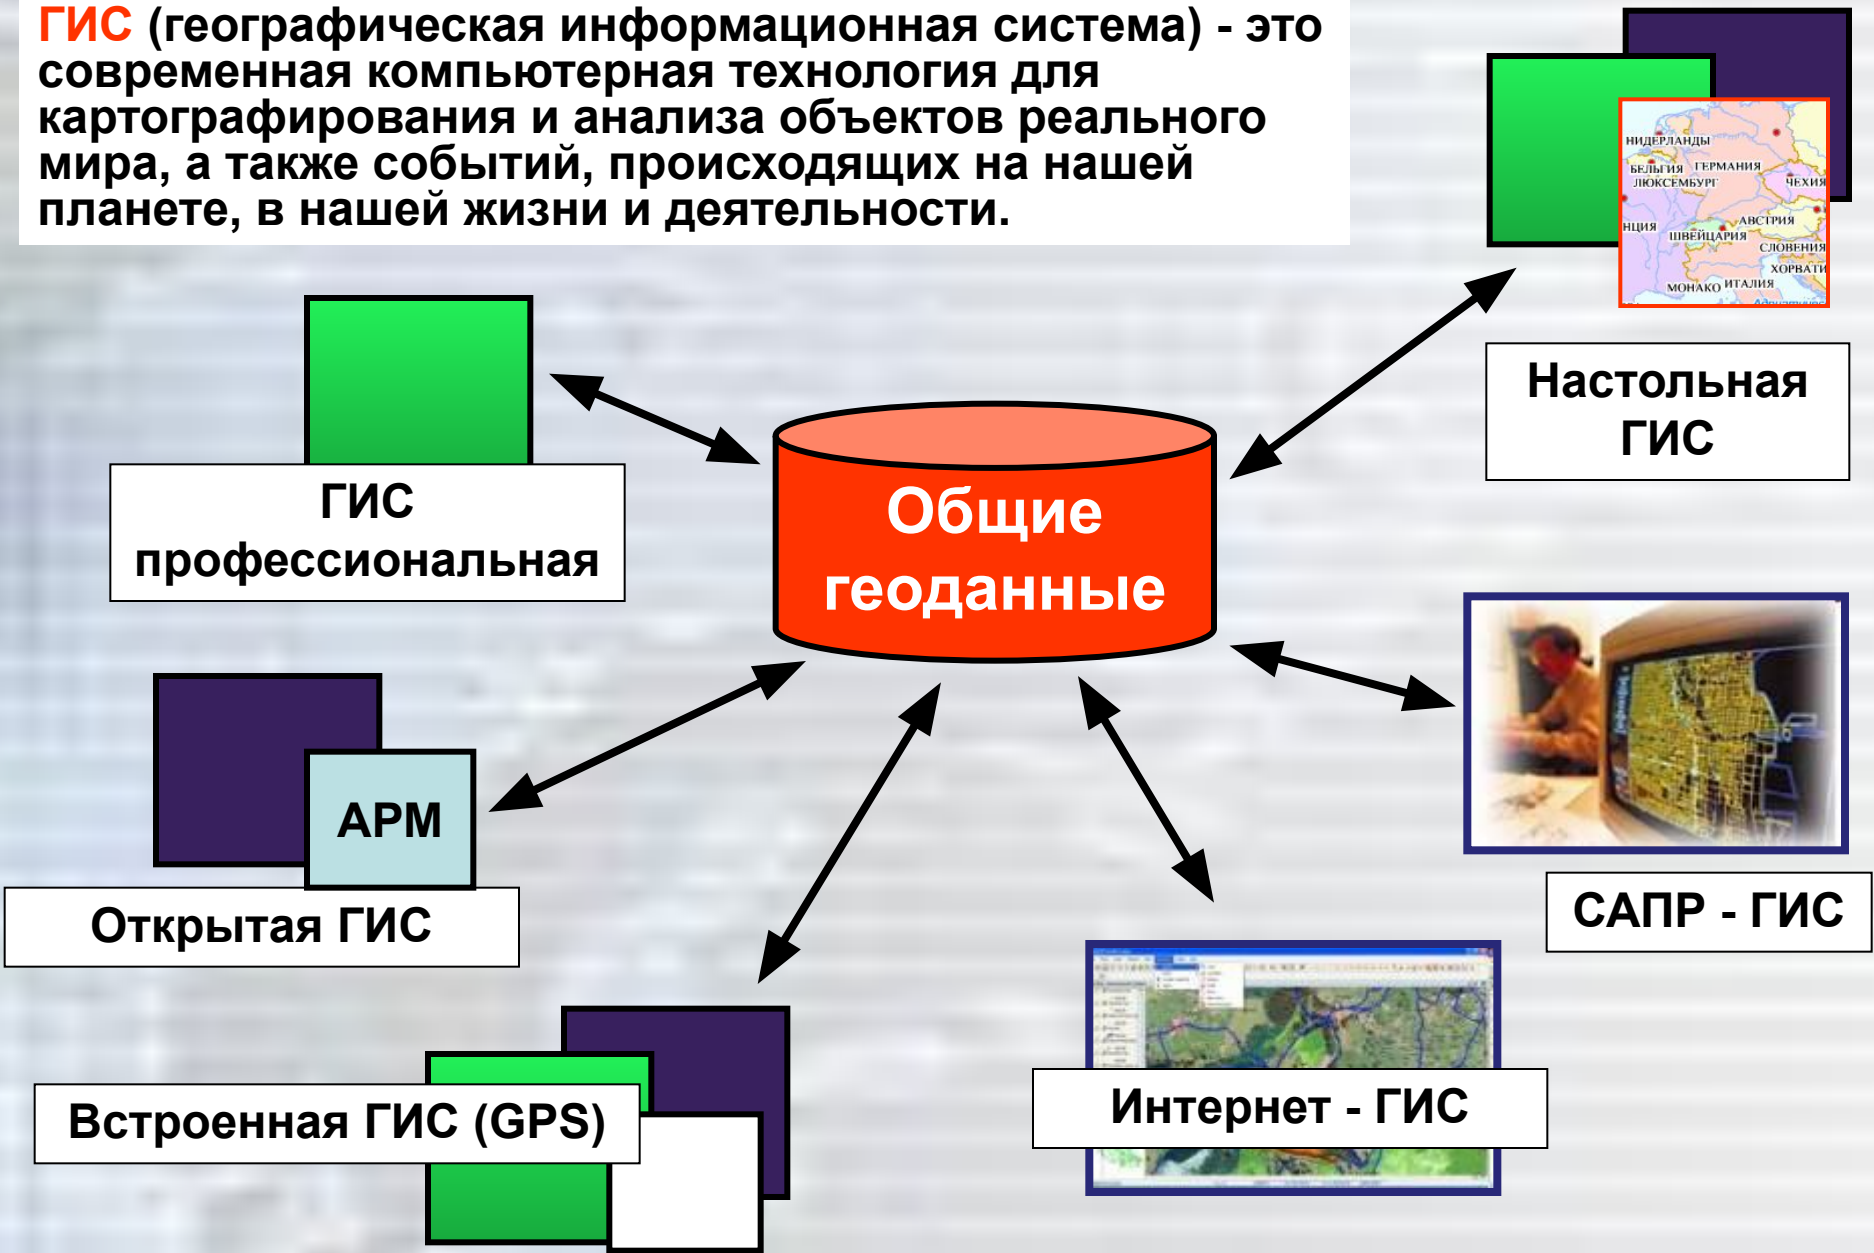 ГИС (географическая информационная система) - это
современная компьютерная технология для
картографирования и анализа объектов реального
мира, а также событий, происходящих на нашей
планете, в нашей жизни и деятельности.
НИДЕРЛАНДЫ
БЕЛЬГИЯ ГЕРМАНИЯ
ЛЮКСЕМБУРГ
ЧЕХИЯ
АВСТРИЯ
НЦИЯ
ШВЕЙЦАРИЯ
СЛОВЕНИЯ
ХОРВАТИ
МОНАКО ИТАЛИЯ
Настольная
ГИС
ГИС
профессиональная
Общие
геоданные
АРМ
Открытая ГИС
САПР - ГИС
Встроенная ГИС (GPS)
Интернет - ГИС